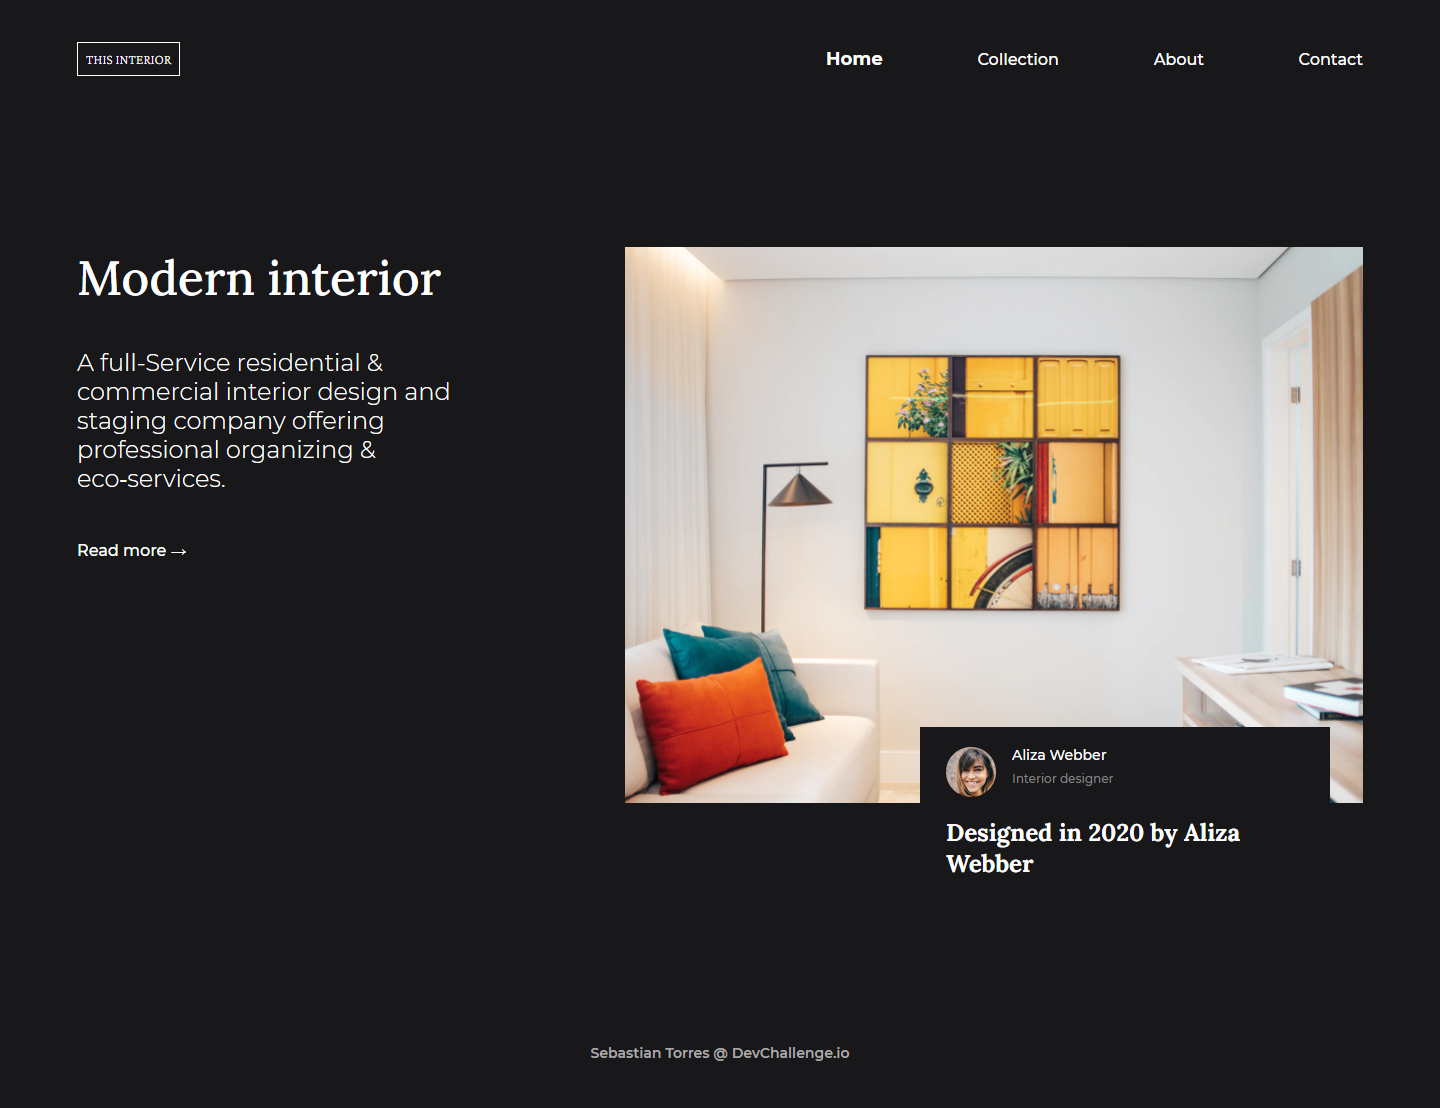 THIS INTERIOR
Home
Collection
About
Contact
Modern interior
A full-Service residential &
commercial interior design and
staging company offering
professional organizing &
eco-services.
Read more →
Aliza Webber
Interior designer
Designed in 2020 by Aliza
Webber
Sebastian Torres @ DevChallenge.io